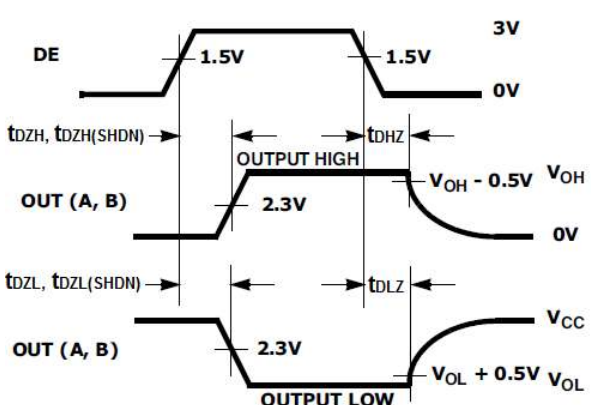 3V
DE
1.5V
1.5V
0V
tDZH, tDZH(SHDN)
tDHZ
OUTPUT HIGH
VOH - 0.5V
VOH
OUT (A, B)
2.3V
0V
tDZL, tDZL(SHDN)
tDLZ
VCC
OUT (A, B)
2.3V
VOL + 0.5V
VOL
OUTPUT LOW